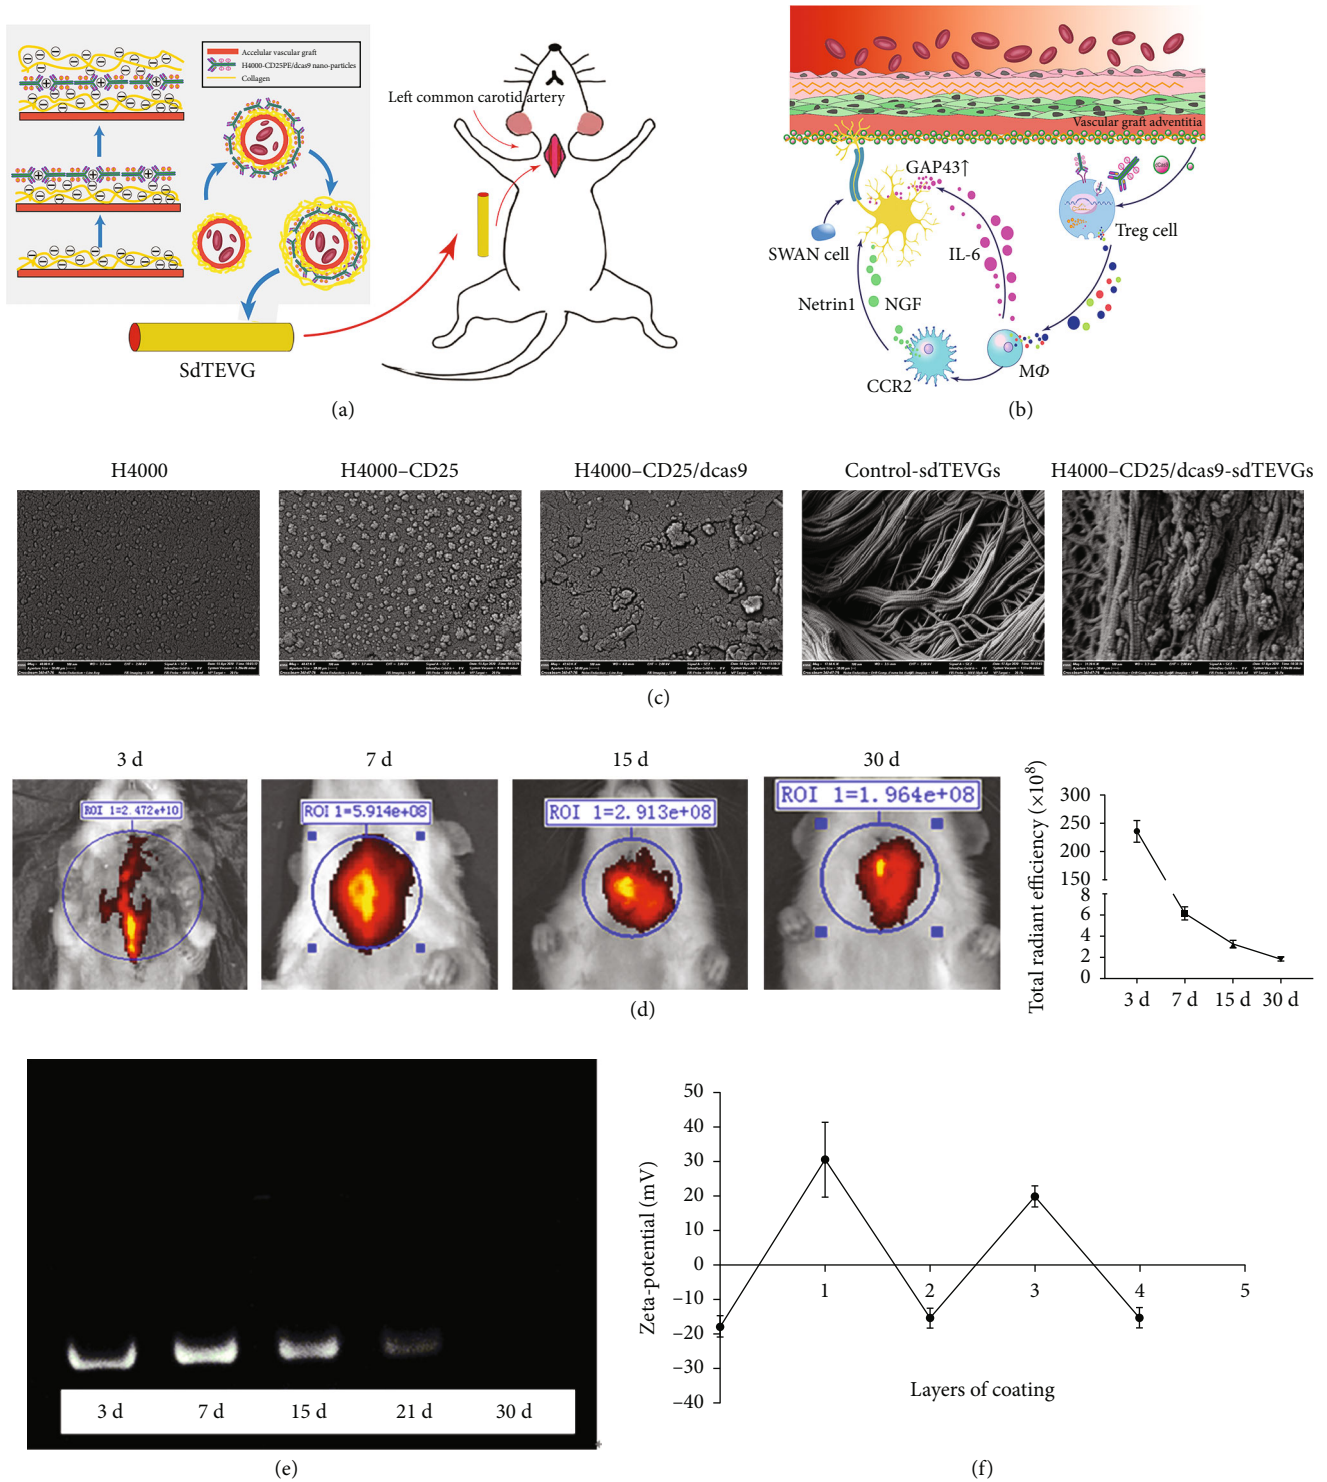 Accelular vascular graft
H4000-CD25PE/dcas9 nano-particles
Collagen
Left common carotid artery
SdTEVG
(a)
Vascular graft adventitia
GAP43↑
dCas9
Treg cell
SWAN cell
IL-6
Netrin1
NGF
CCR2
MΦ
(b)
H4000
H4000–CD25
H4000–CD25/dcas9
Control-sdTEVGs
H4000–CD25/dcas9-sdTEVGs
(c)
3 d
7 d
15 d
30 d
ROI 1=2.472e+10
ROI 1=5.914e+08
ROI 1=2.913e+08
ROI 1=1.964e+08
Total radiant efficiency (×10⁸)
300
250
200
150
8
6
4
2
0
3 d 7 d 15 d 30 d
(d)
3 d 7 d 15 d 21 d 30 d
(e)
Zeta-potential (mV)
50
40
30
20
10
0
–10
–20
–30
–40
1 2 3 4 5
Layers of coating
(f)